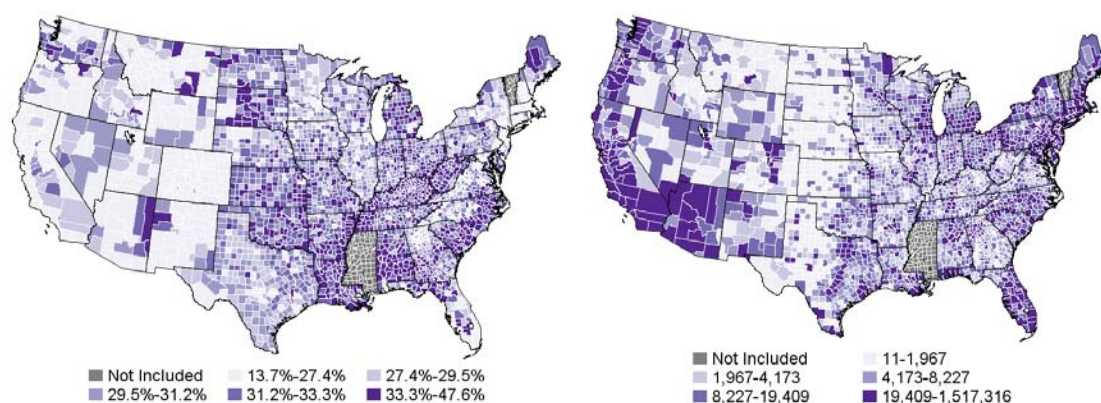 Not Included 13.7%-27.4% 27.4%-29.5%
29.5%-31.2% 31.2%-33.3% 33.3%-47.6%
Not Included 11-1,967
1,967-4,173 4,173-8,227
8,227-19,409 19,409-1,517,316